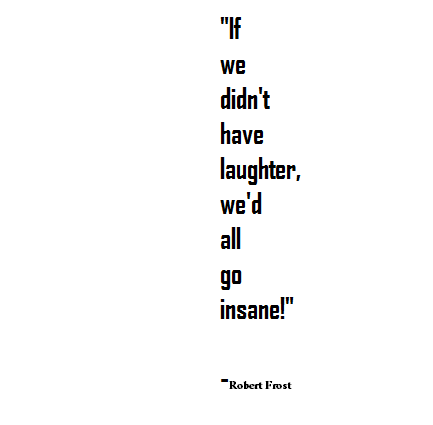 "If
we
didn't
have
laughter,
we'd
all
go
insane!"
-Robert Frost